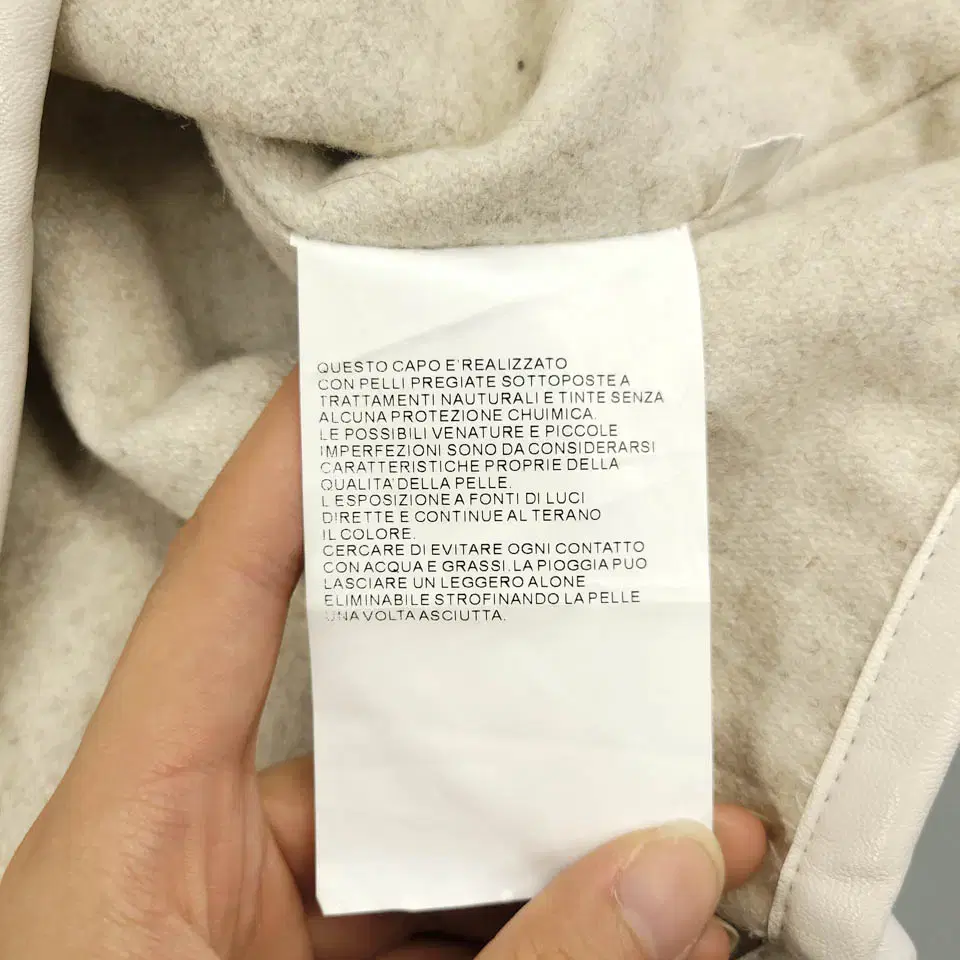 QUESTO CAPO E'REALIZZATO
CON PELLI PREGIATE SOTTOPOSTE A
TRATTAMENTI NAUTURALI E TINTE SENZA
ALCUNA PROTEZIONE CHUIMICA.
LE POSSIBILI VENATURE E PICCOLE
IMPERFEZIONI SONO DA CONSIDERARSI
CARATTERISTICHE PROPRIE DELLA
QUALITA'DELLA PELLE.
L ESPOSIZIONE A FONTI DI LUCI
DIRETTE E CONTINUE AL TERANO
IL COLORE.
CERCARE DI EVITARE OGNI CONTATTO
CON ACQUA E GRASSI.LA PIOGGIA PUO
LASCIARE UN LEGGERO ALONE
ELIMINABILE STROFINANDO LA PELLE
UNA VOLTA ASCIUTTA.